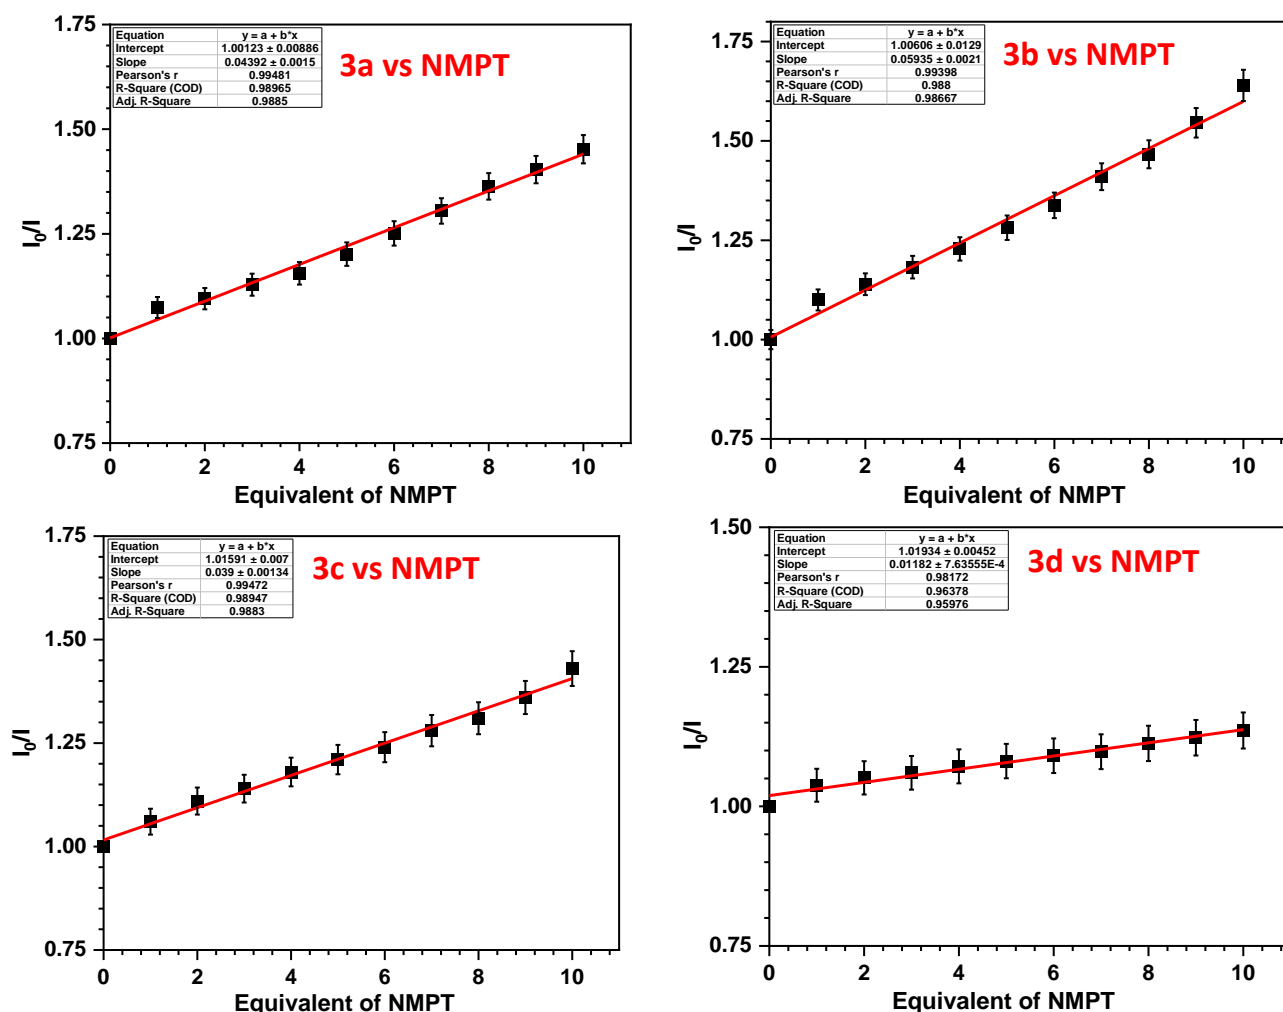 1.75
1.50
1.25
1.00
0.75
I₀/I
Equation y = a + b*x
Intercept 1.00123 ± 0.00886
Slope 0.04392 ± 0.0015
Pearson's r 0.99481
R-Square (COD) 0.98965
Adj. R-Square 0.9885
3a vs NMPT
0 2 4 6 8 10
Equivalent of NMPT
1.75
1.50
1.25
1.00
0.75
I₀/I
Equation y = a + b*x
Intercept 1.00606 ± 0.0129
Slope 0.05935 ± 0.0021
Pearson's r 0.99398
R-Square (COD) 0.988
Adj. R-Square 0.98667
3b vs NMPT
0 2 4 6 8 10
Equivalent of NMPT
1.75
1.50
1.25
1.00
0.75
I₀/I
Equation y = a + b*x
Intercept 1.01591 ± 0.007
Slope 0.039 ± 0.00134
Pearson's r 0.99472
R-Square (COD) 0.98947
Adj. R-Square 0.9883
3c vs NMPT
0 2 4 6 8 10
Equivalent of NMPT
1.50
1.25
1.00
0.75
I₀/I
Equation y = a + b*x
Intercept 1.01934 ± 0.00452
Slope 0.01182 ± 7.63555E-4
Pearson's r 0.98172
R-Square (COD) 0.96378
Adj. R-Square 0.95976
3d vs NMPT
0 2 4 6 8 10
Equivalent of NMPT